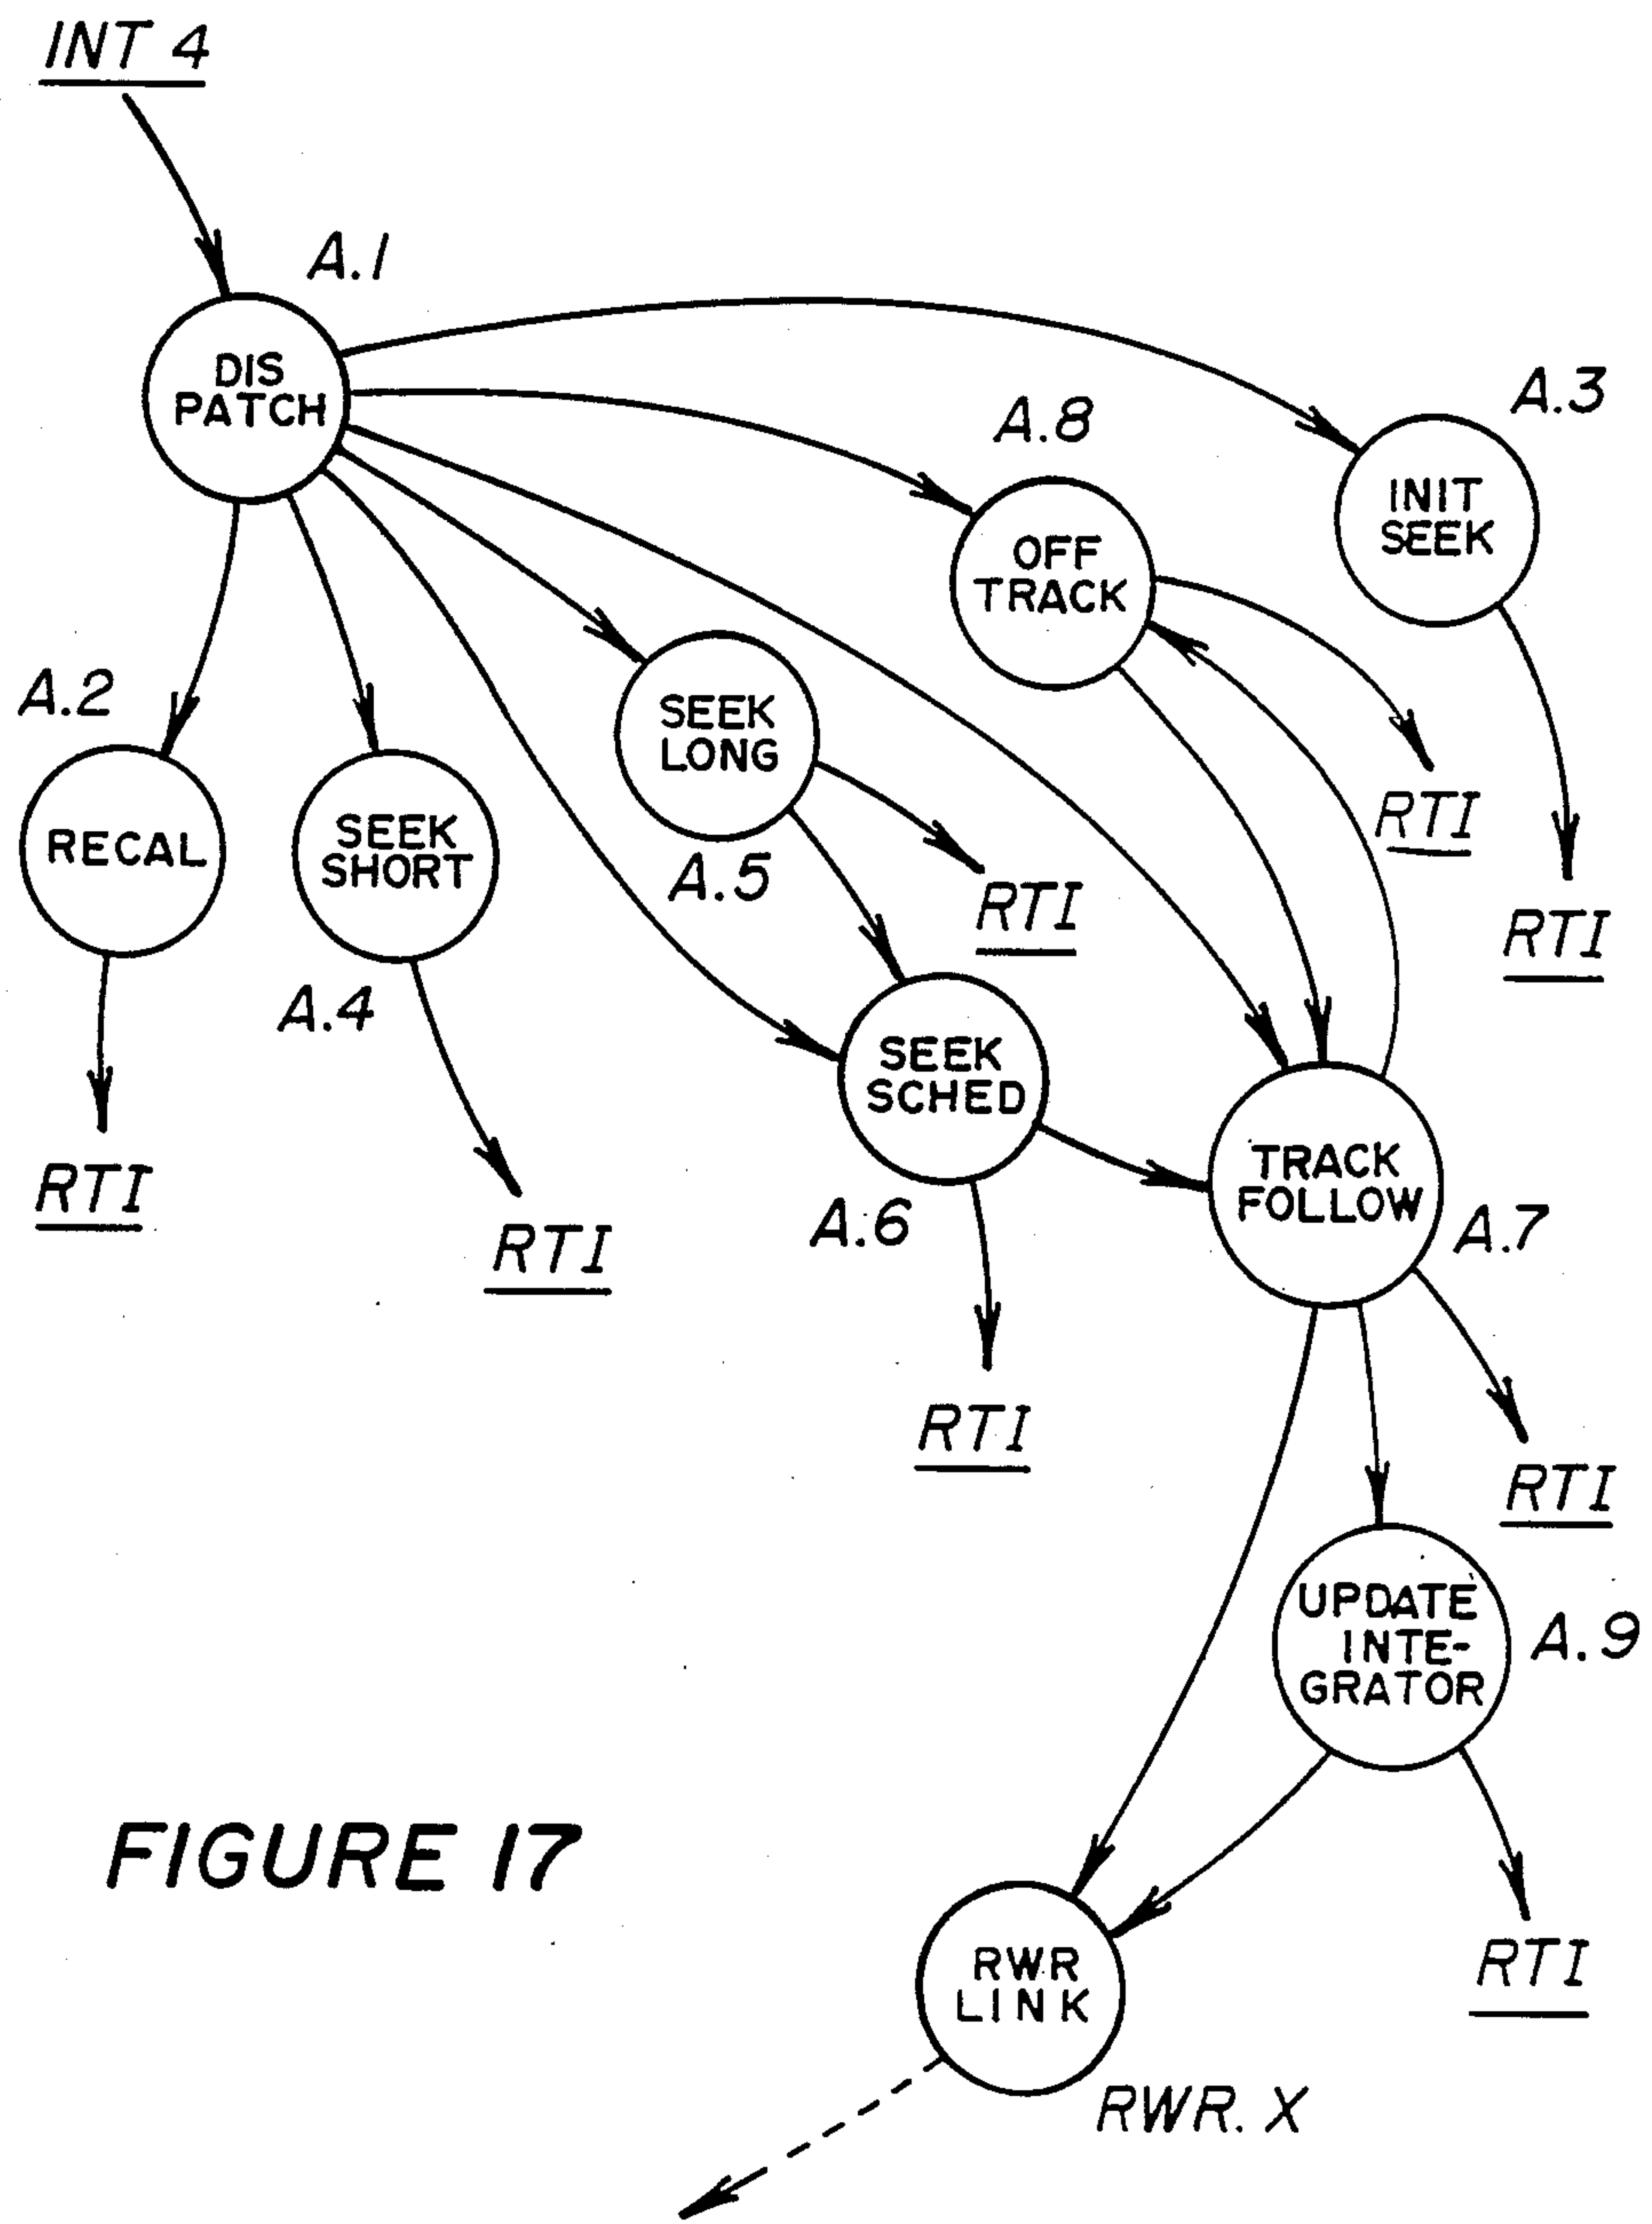 INT 4
A.1
DIS
PATCH
A.3
A.8
INIT
SEEK
OFF
TRACK
A.2
SEEK
LONG
RTI
RECAL
SEEK
SHORT
A.5
RTI
RTI
A.4
SEEK
SCHED
TRACK
FOLLOW
RTI
A.6
A.7
RTI
RTI
RTI
UPDATE
INTE-
GRATOR
A.9
FIGURE 17
RWR
LINK
RTI
RWR. X